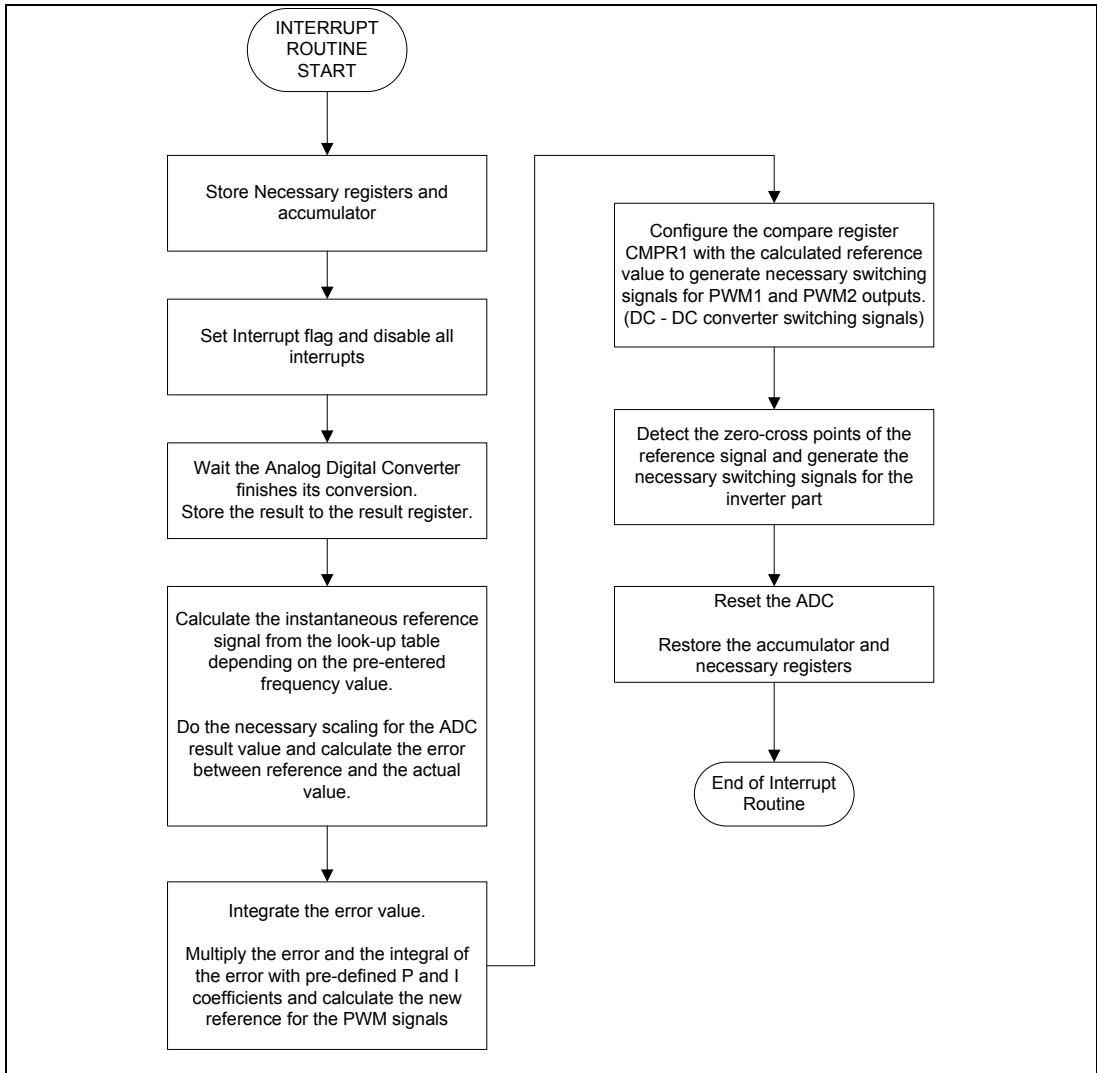 INTERRUPT
ROUTINE
START
Store Necessary registers and
accumulator
Set Interrupt flag and disable all
interrupts
Wait the Analog Digital Converter
finishes its conversion.
Store the result to the result register.
Calculate the instantaneous reference
signal from the look-up table
depending on the pre-entered
frequency value.
Do the necessary scaling for the ADC
result value and calculate the error
between reference and the actual
value.
Integrate the error value.
Multiply the error and the integral of
the error with pre-defined P and I
coefficients and calculate the new
reference for the PWM signals
Configure the compare register
CMPR1 with the calculated reference
value to generate necessary switching
signals for PWM1 and PWM2 outputs.
(DC - DC converter switching signals)
Detect the zero-cross points of the
reference signal and generate the
necessary switching signals for the
inverter part
Reset the ADC
Restore the accumulator and
necessary registers
End of Interrupt
Routine